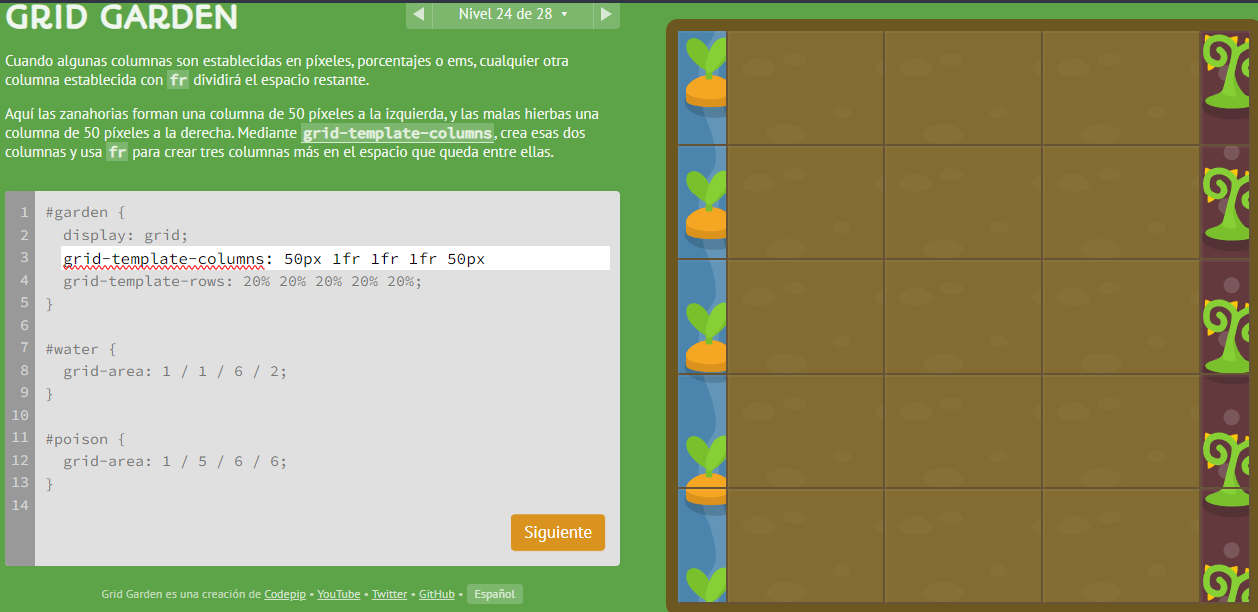 GRID GARDEN
Nivel 24 de 28
Cuando algunas columnas son establecidas en píxeles, porcentajes o ems, cualquier otra
columna establecida con fr dividirá el espacio restante.
Aquí las zanahorias forman una columna de 50 píxeles a la izquierda, y las malas hierbas una
columna de 50 píxeles a la derecha. Mediante grid-template-columns, crea esas dos
columnas y usa fr para crear tres columnas más en el espacio que queda entre ellas.
1 #garden {
2 display: grid;
3 grid-template-columns: 50px 1fr 1fr 1fr 50px
4 grid-template-rows: 20% 20% 20% 20% 20%;
5 }
6
7 #water {
8 grid-area: 1 / 1 / 6 / 2;
9 }
10
11 #poison {
12 grid-area: 1 / 5 / 6 / 6;
13 }
14
Siguiente
Grid Garden es una creación de Codepip • YouTube • Twitter • GitHub • Español